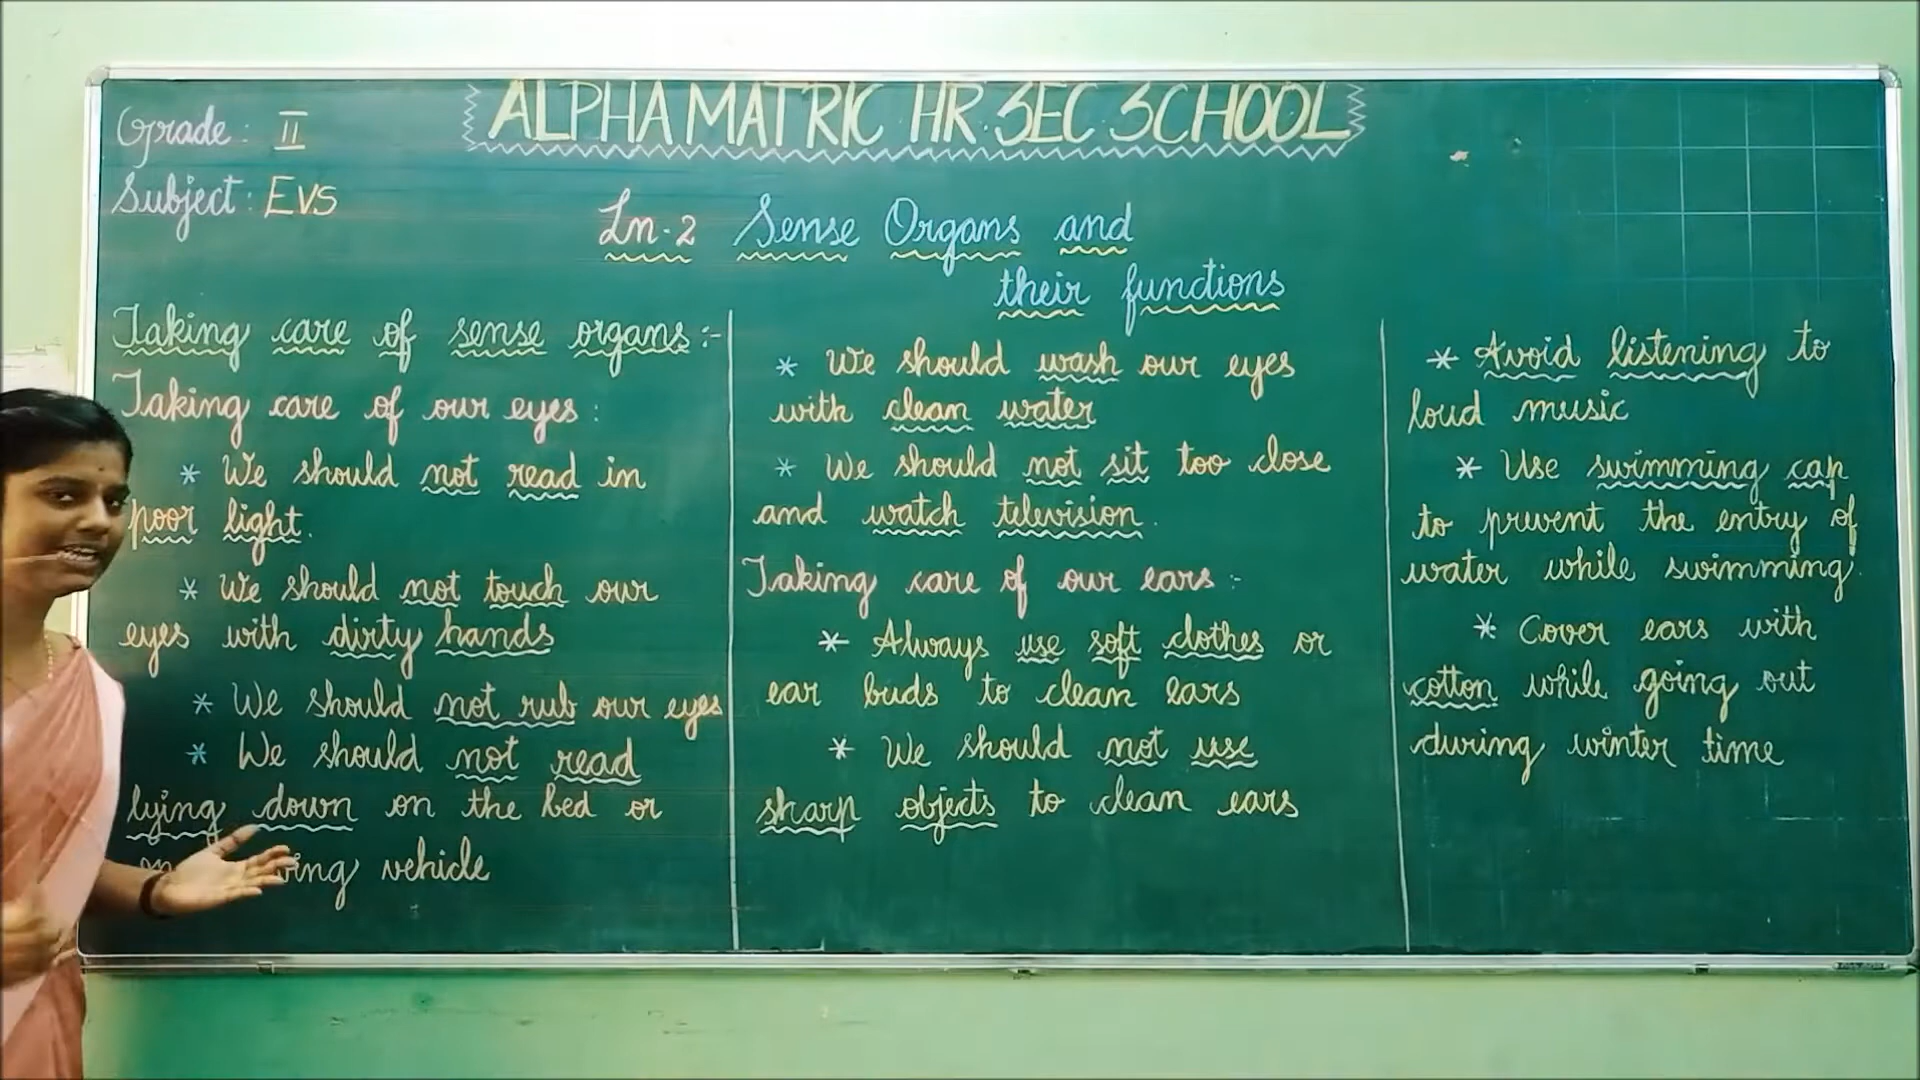 ALPHA MATRIC HR. SEC SCHOOL
Grade : II
Subject : EVS
Ln-2 Sense Organs and
their functions
Taking care of sense organs:-
Taking care of our eyes :
* We should not read in
poor light.
* We should not touch our
eyes with dirty hands
* We should not rub our eyes
* We should not read
lying down on the bed or
vehicle
* We should wash our eyes
with clean water
* We should not sit too close
and watch television.
Taking care of our ears :-
* Always use soft clothes or
ear buds to clean ears
* We should not use
sharp objects to clean ears
* Avoid listening to
loud music
* Use swimming cap
to prevent the entry of
water while swimming.
* Cover ears with
cotton while going out
during winter time